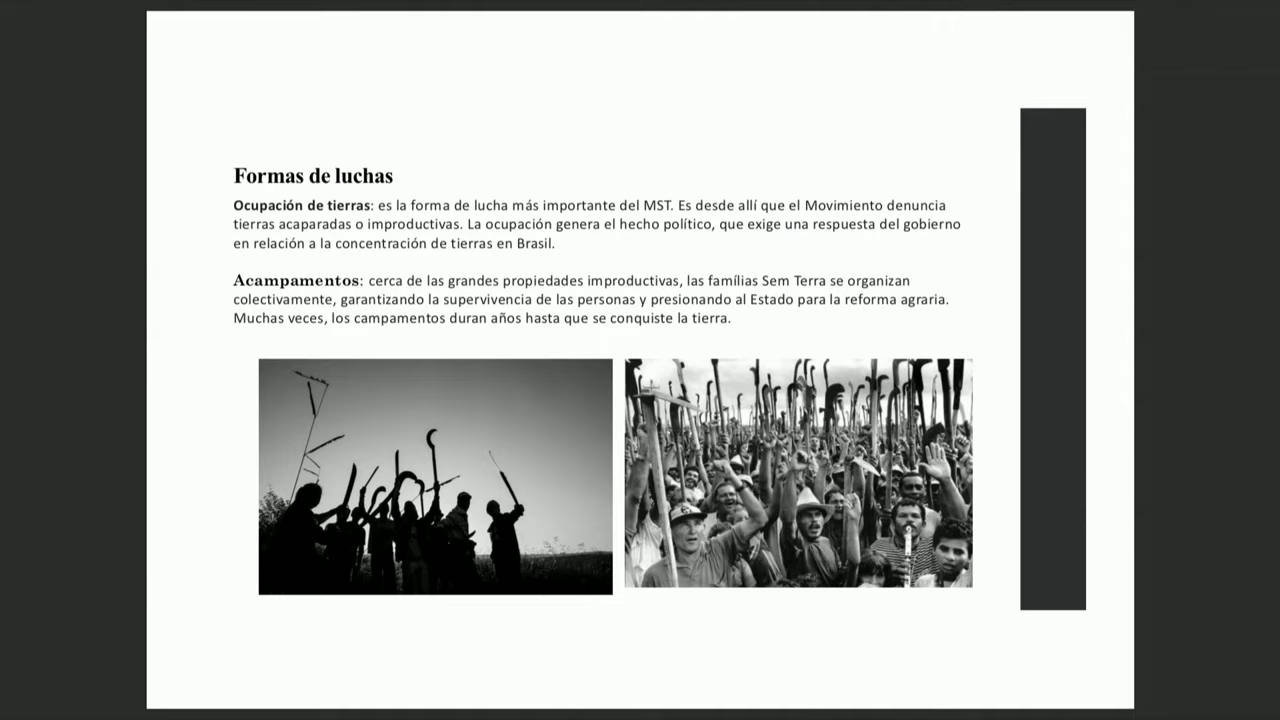 Formas de luchas
Ocupación de tierras: es la forma de lucha más importante del MST. Es desde allí que el Movimiento denuncia
tierras acaparadas o improductivas. La ocupación genera el hecho político, que exige una respuesta del gobierno
en relación a la concentración de tierras en Brasil.
Acampamentos: cerca de las grandes propiedades improductivas, las famílias Sem Terra se organizan
colectivamente, garantizando la supervivencia de las personas y presionando al Estado para la reforma agraria.
Muchas veces, los campamentos duran años hasta que se conquiste la tierra.